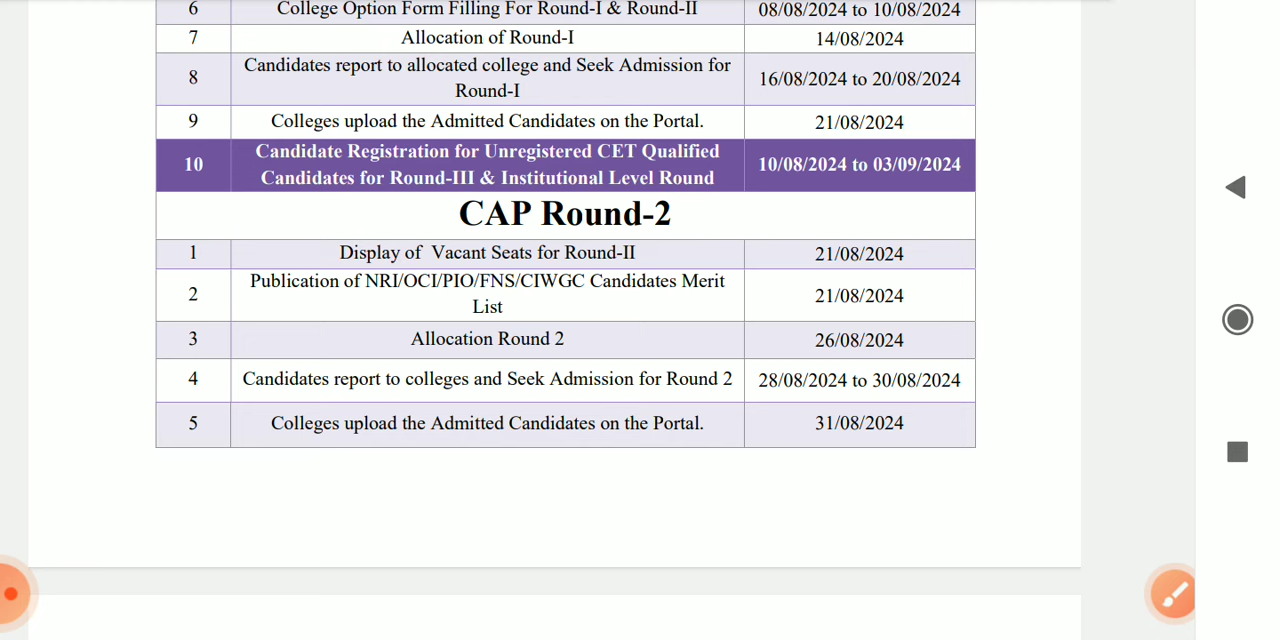 6 College Option Form Filling For Round-I & Round-II 08/08/2024 to 10/08/2024
7 Allocation of Round-I 14/08/2024
8 Candidates report to allocated college and Seek Admission for Round-I 16/08/2024 to 20/08/2024
9 Colleges upload the Admitted Candidates on the Portal. 21/08/2024
10 Candidate Registration for Unregistered CET Qualified Candidates for Round-III & Institutional Level Round 10/08/2024 to 03/09/2024
CAP Round-2
1 Display of Vacant Seats for Round-II 21/08/2024
2 Publication of NRI/OCI/PIO/FNS/CIWGC Candidates Merit List 21/08/2024
3 Allocation Round 2 26/08/2024
4 Candidates report to colleges and Seek Admission for Round 2 28/08/2024 to 30/08/2024
5 Colleges upload the Admitted Candidates on the Portal. 31/08/2024